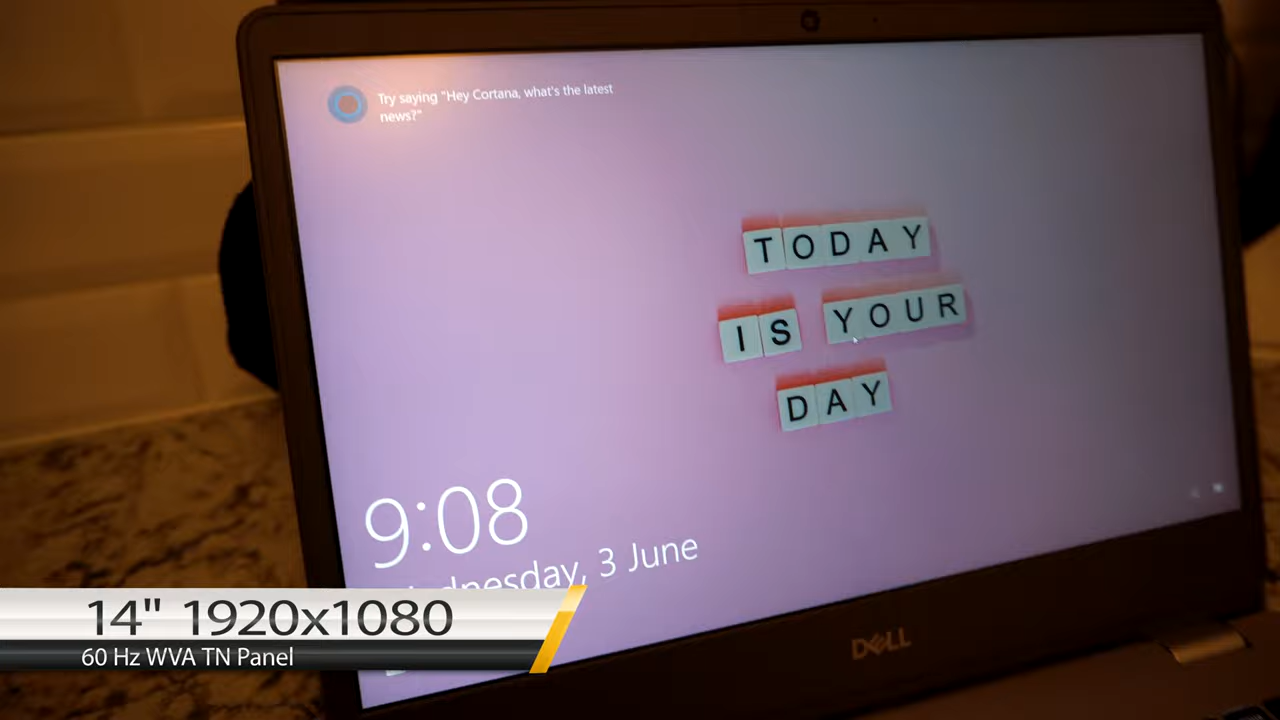 Try saying "Hey Cortana, what's the latest
news?"
TODAY
IS YOUR
DAY
9:08
3 June
14" 1920x1080
60 Hz WVA TN Panel
DELL